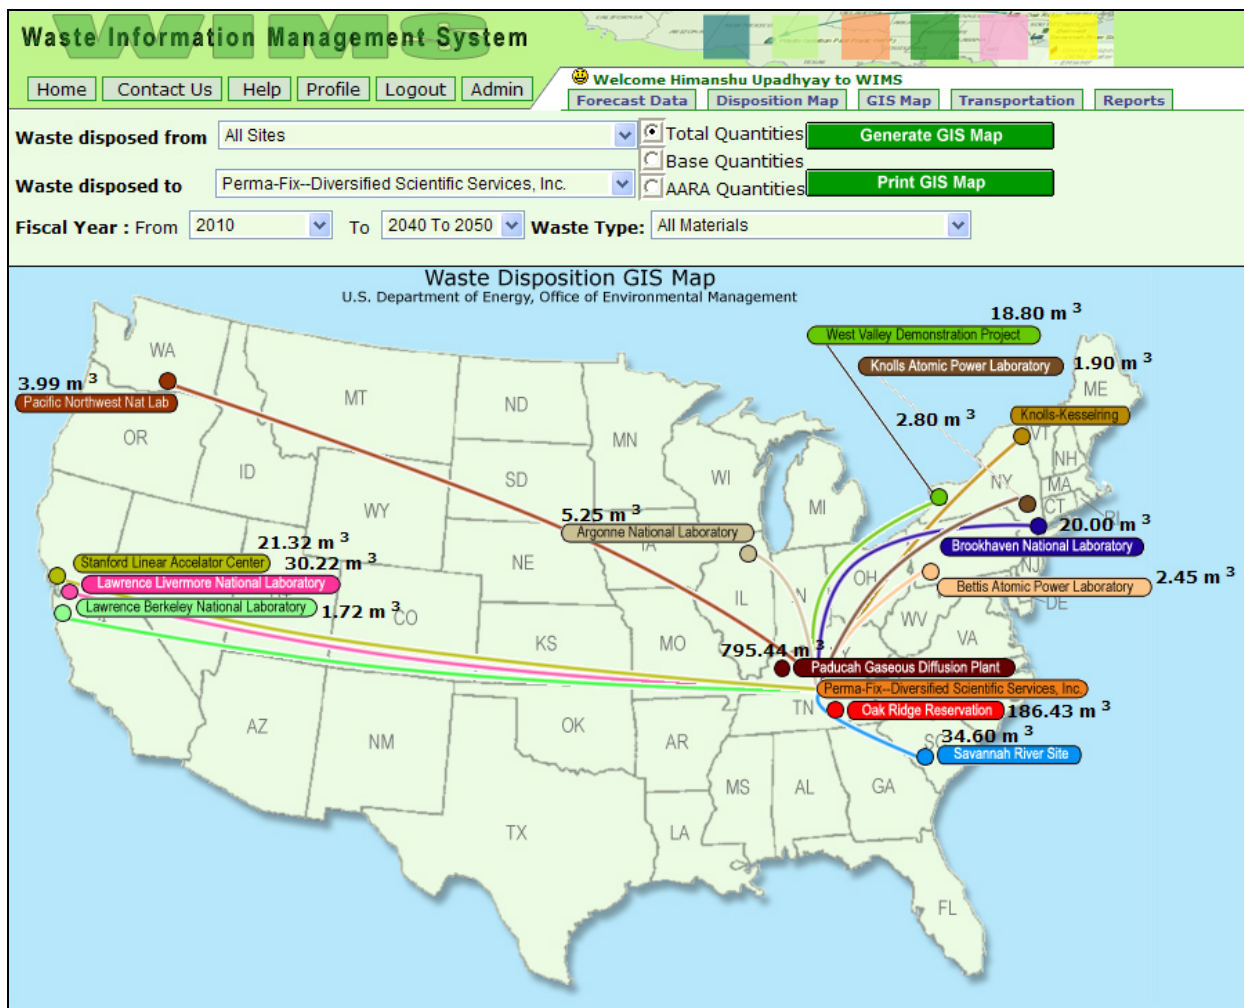 Waste Information Management System
WIMS
Home Contact Us Help Profile Logout Admin
Welcome Himanshu Upadhyay to WIMS
Forecast Data Disposition Map GIS Map Transportation Reports
Waste disposed from All Sites
Total Quantities Generate GIS Map
Base Quantities
Waste disposed to Perma-Fix--Diversified Scientific Services, Inc.
AARA Quantities Print GIS Map
Fiscal Year : From 2010 To 2040 To 2050 Waste Type: All Materials
Waste Disposition GIS Map
U.S. Department of Energy, Office of Environmental Management
18.80 m 3
West Valley Demonstration Project
WA
Knolls Atomic Power Laboratory 1.90 m 3
3.99 m 3
Pacific Northwest Nat Lab
MT
ND
ME
2.80 m 3
Knolls-Kesselring
VT
OR
MN
NH
ID
SD
WI
NY
MA
MI
CT
RI
WY
5.25 m 3
20.00 m 3
Argonne National Laboratory
IA
Brookhaven National Laboratory
21.32 m 3
Stanford Linear Accelator Center 30.22 m 3
NE
OH
NJ
Lawrence Livermore National Laboratory
Bettis Atomic Power Laboratory 2.45 m 3
Lawrence Berkeley National Laboratory 1.72 m 3
CO
IL
DE
WV
KS
MO
VA
795.44 m 3
Paducah Gaseous Diffusion Plant
Perma-Fix--Diversified Scientific Services, Inc.
TN
Oak Ridge Reservation 186.43 m 3
AZ
NM
OK
AR
34.60 m 3
SC
Savannah River Site
MS
AL
GA
TX
LA
FL